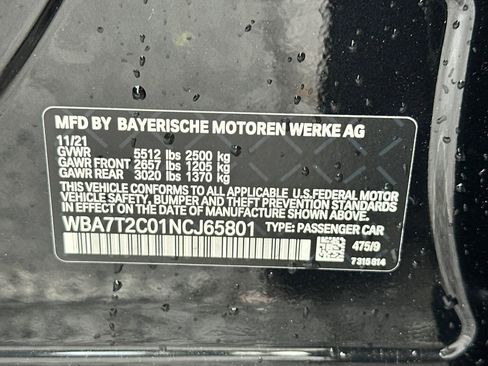 MFD BY BAYERISCHE MOTOREN WERKE AG
11/21
GVWR 5512 lbs 2500 kg
GAWR FRONT 2657 lbs 1205 kg
GAWR REAR 3020 lbs 1370 kg
THIS VEHICLE CONFORMS TO ALL APPLICABLE U.S. FEDERAL MOTOR
VEHICLE SAFETY, BUMPER, AND THEFT PREVENTION STANDARDS
IN EFFECT ON THE DATE OF MANUFACTURE SHOWN ABOVE.
WBA7T2C01NCJ65801 TYPE: PASSENGER CAR
475/9
7315814